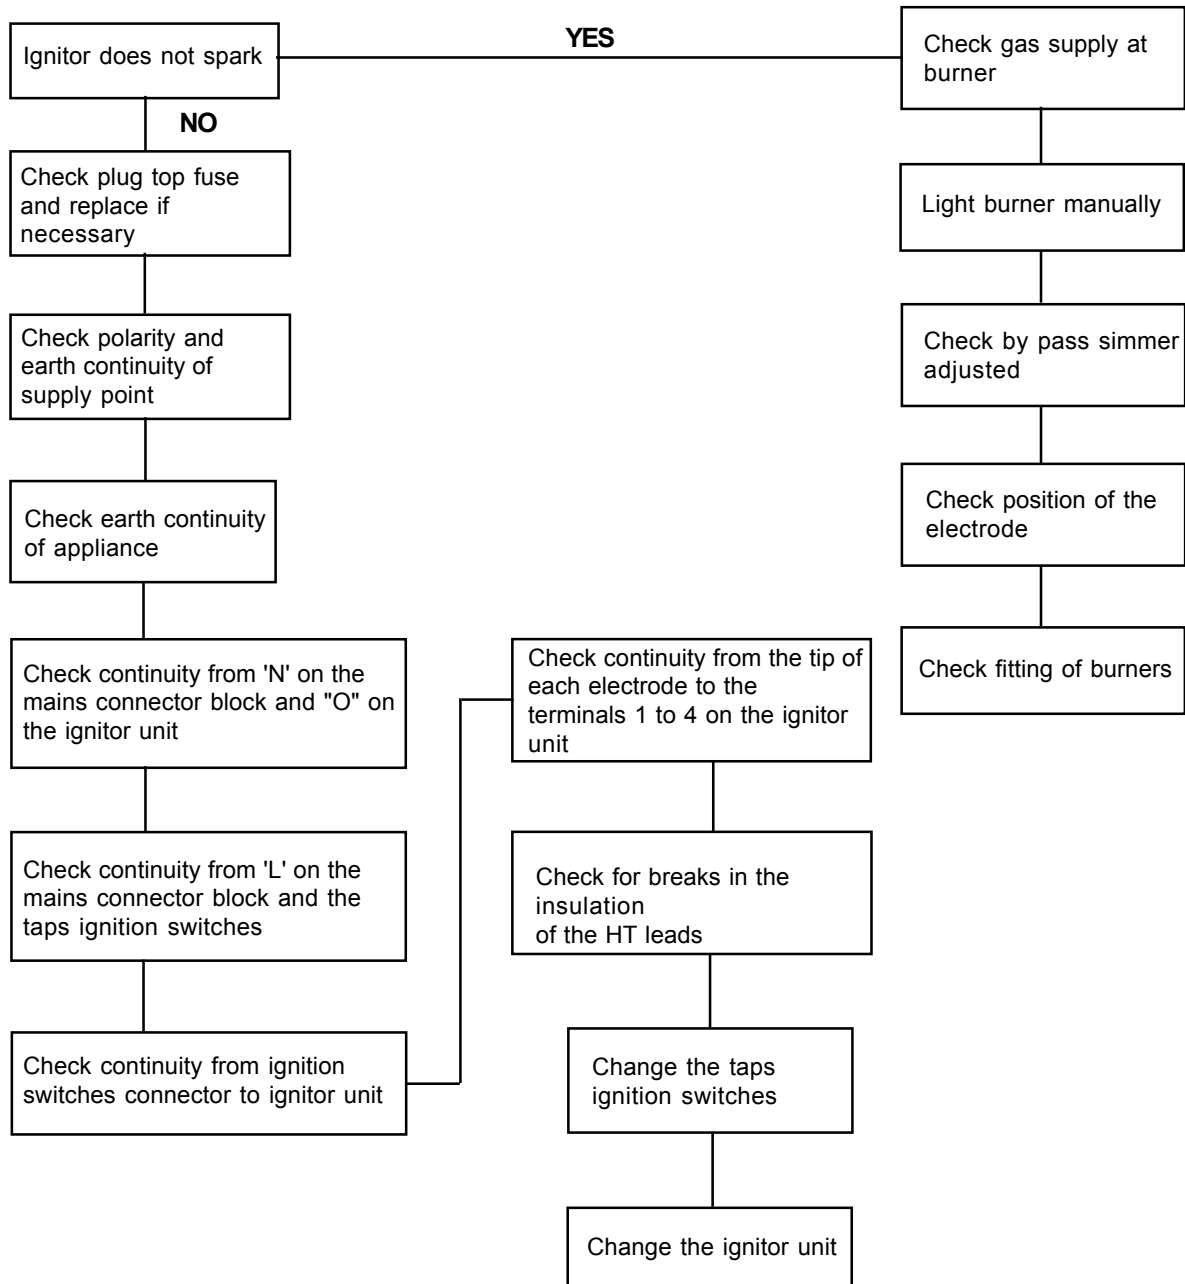 Ignitor does not spark
YES
NO
Check plug top fuse
and replace if
necessary
Check polarity and
earth continuity of
supply point
Check earth continuity
of appliance
Check continuity from 'N' on the
mains connector block and "O" on
the ignitor unit
Check continuity from 'L' on the
mains connector block and the
taps ignition switches
Check continuity from ignition
switches connector to ignitor unit
Check continuity from the tip of
each electrode to the
terminals 1 to 4 on the ignitor
unit
Check for breaks in the
insulation
of the HT leads
Change the taps
ignition switches
Change the ignitor unit
Check gas supply at
burner
Light burner manually
Check by pass simmer
adjusted
Check position of the
electrode
Check fitting of burners